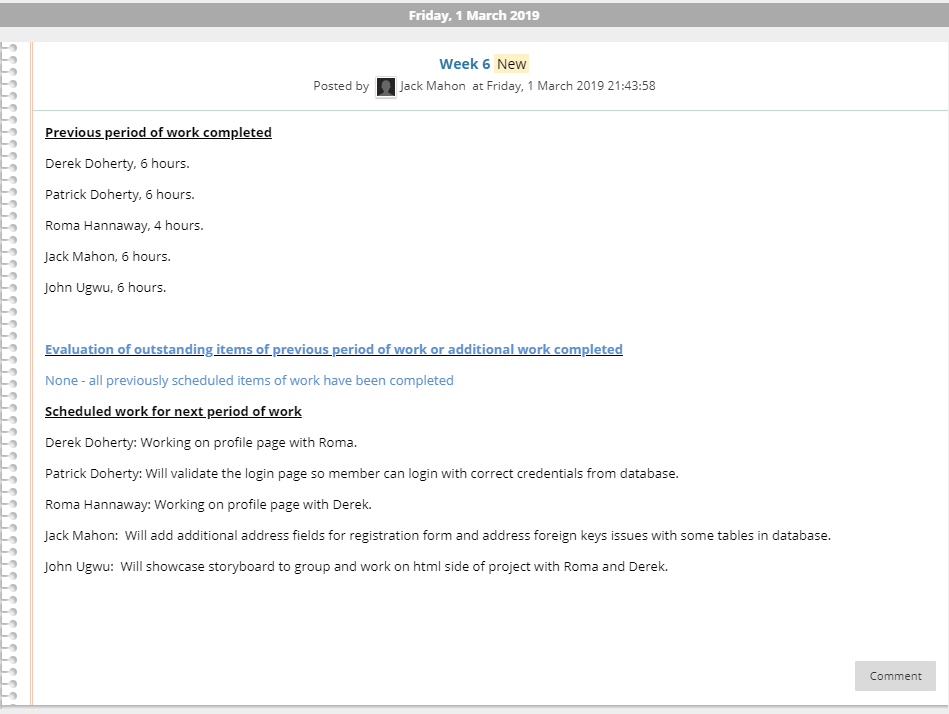 Friday, 1 March 2019
Week 6 New
Posted by Jack Mahon at Friday, 1 March 2019 21:43:58
Previous period of work completed
Derek Doherty, 6 hours.
Patrick Doherty, 6 hours.
Roma Hannaway, 4 hours.
Jack Mahon, 6 hours.
John Ugwu, 6 hours.
Evaluation of outstanding items of previous period of work or additional work completed
None - all previously scheduled items of work have been completed
Scheduled work for next period of work
Derek Doherty: Working on profile page with Roma.
Patrick Doherty: Will validate the login page so member can login with correct credentials from database.
Roma Hannaway: Working on profile page with Derek.
Jack Mahon:  Will add additional address fields for registration form and address foreign keys issues with some tables in database.
John Ugwu:  Will showcase storyboard to group and work on html side of project with Roma and Derek.
Comment